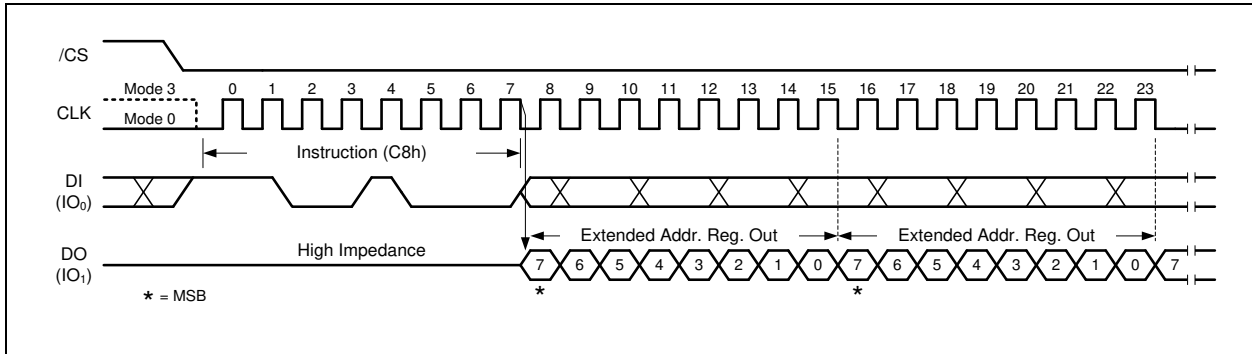 /CS
Mode 3
0 1 2 3 4 5 6 7 8 9 10 11 12 13 14 15 16 17 18 19 20 21 22 23
CLK
Mode 0
Instruction (C8h)
DI
(IO0)
High Impedance
Extended Addr. Reg. Out
Extended Addr. Reg. Out
DO
(IO1)
7 6 5 4 3 2 1 0 7 6 5 4 3 2 1 0 7
* *
* = MSB